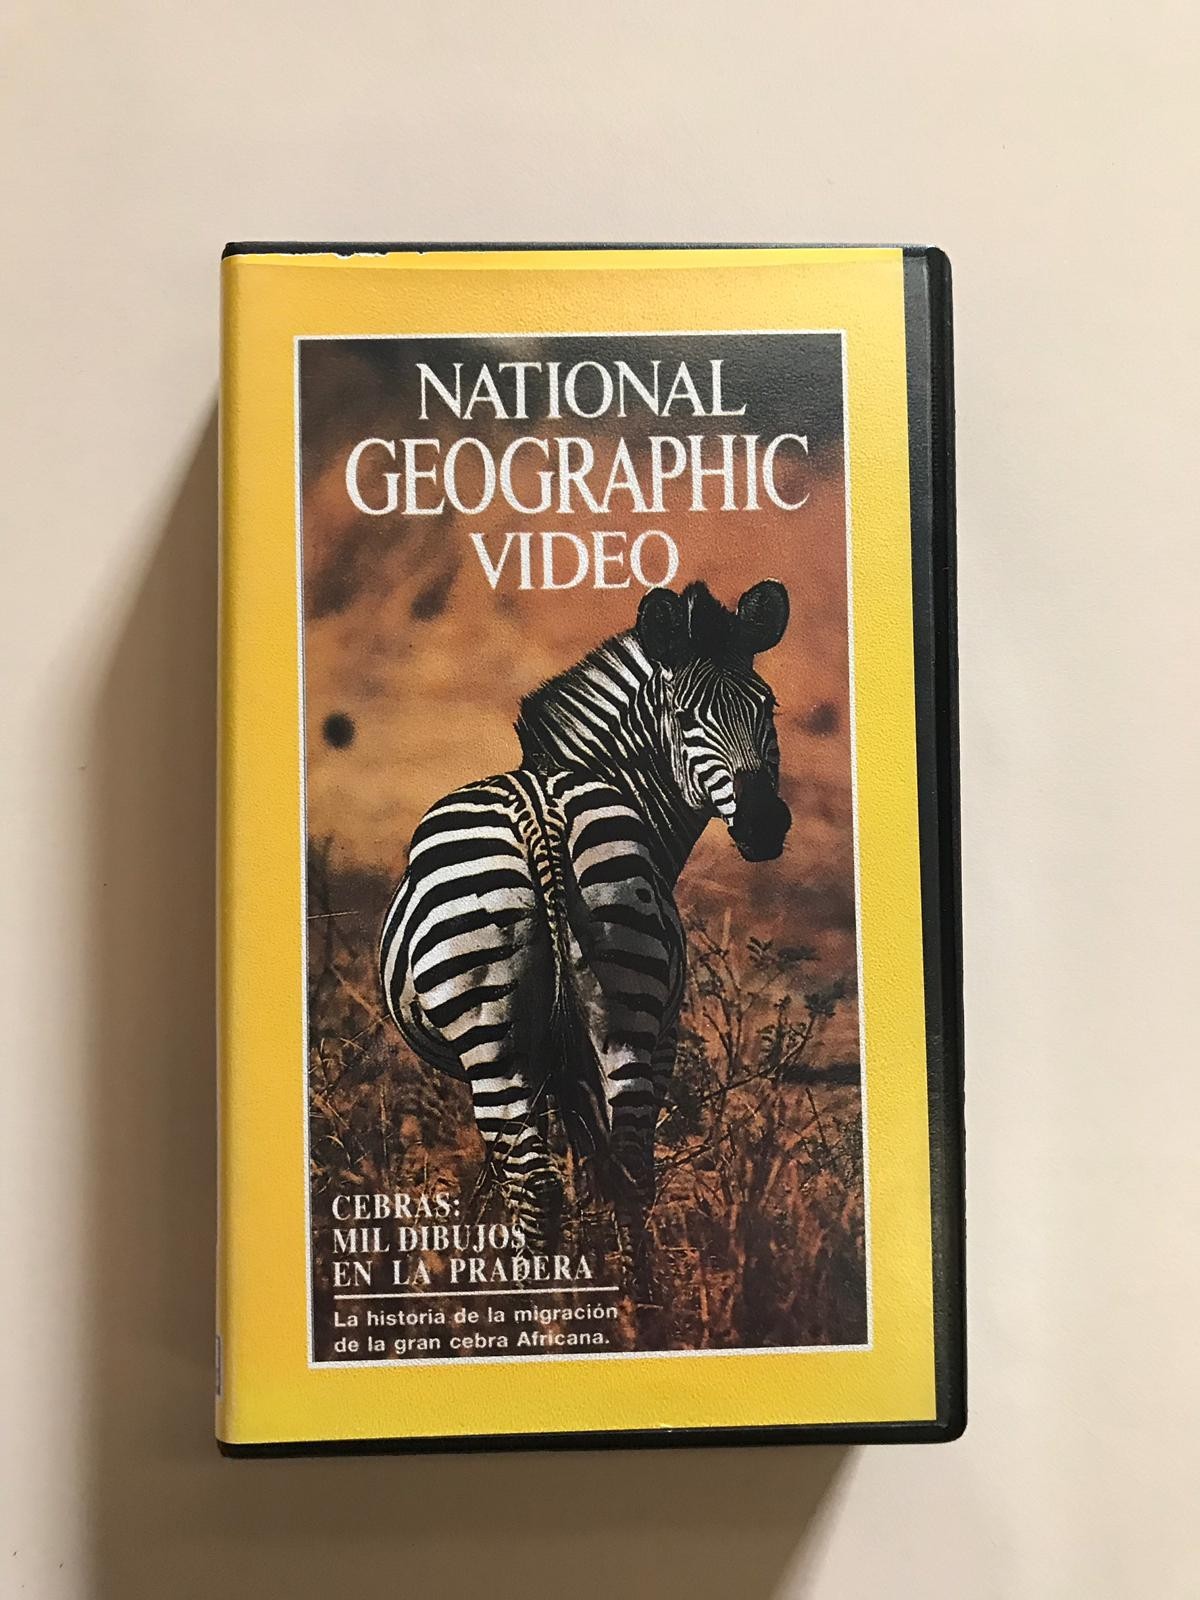 NATIONAL
GEOGRAPHIC
VIDEO
CEBRAS:
MIL DIBUJOS
EN LA PRADERA
La historia de la migración
de la gran cebra Africana.